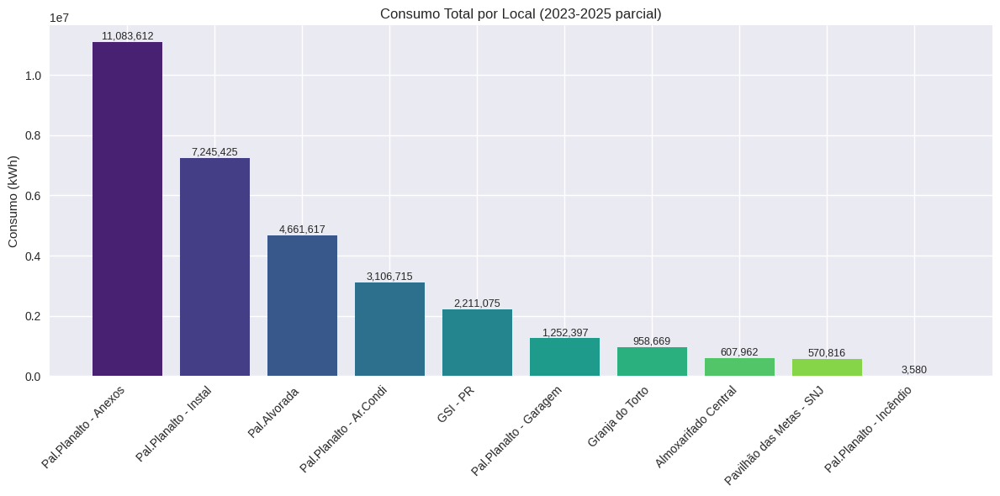 Consumo Total por Local (2023-2025 parcial)
1e7
Consumo (kWh)
1.0
0.8
0.6
0.4
0.2
0.0
11,083,612
7,245,425
4,661,617
3,106,715
2,211,075
1,252,397
958,669
607,962
570,816
3,580
Pal.Planalto - Anexos
Pal.Planalto - Instal
Pal.Alvorada
Pal.Planalto - Ar.Condi
GSI - PR
Pal.Planalto - Garagem
Granja do Torto
Almoxarifado Central
Pavilhão das Metas - SNJ
Pal.Planalto - Incêndio